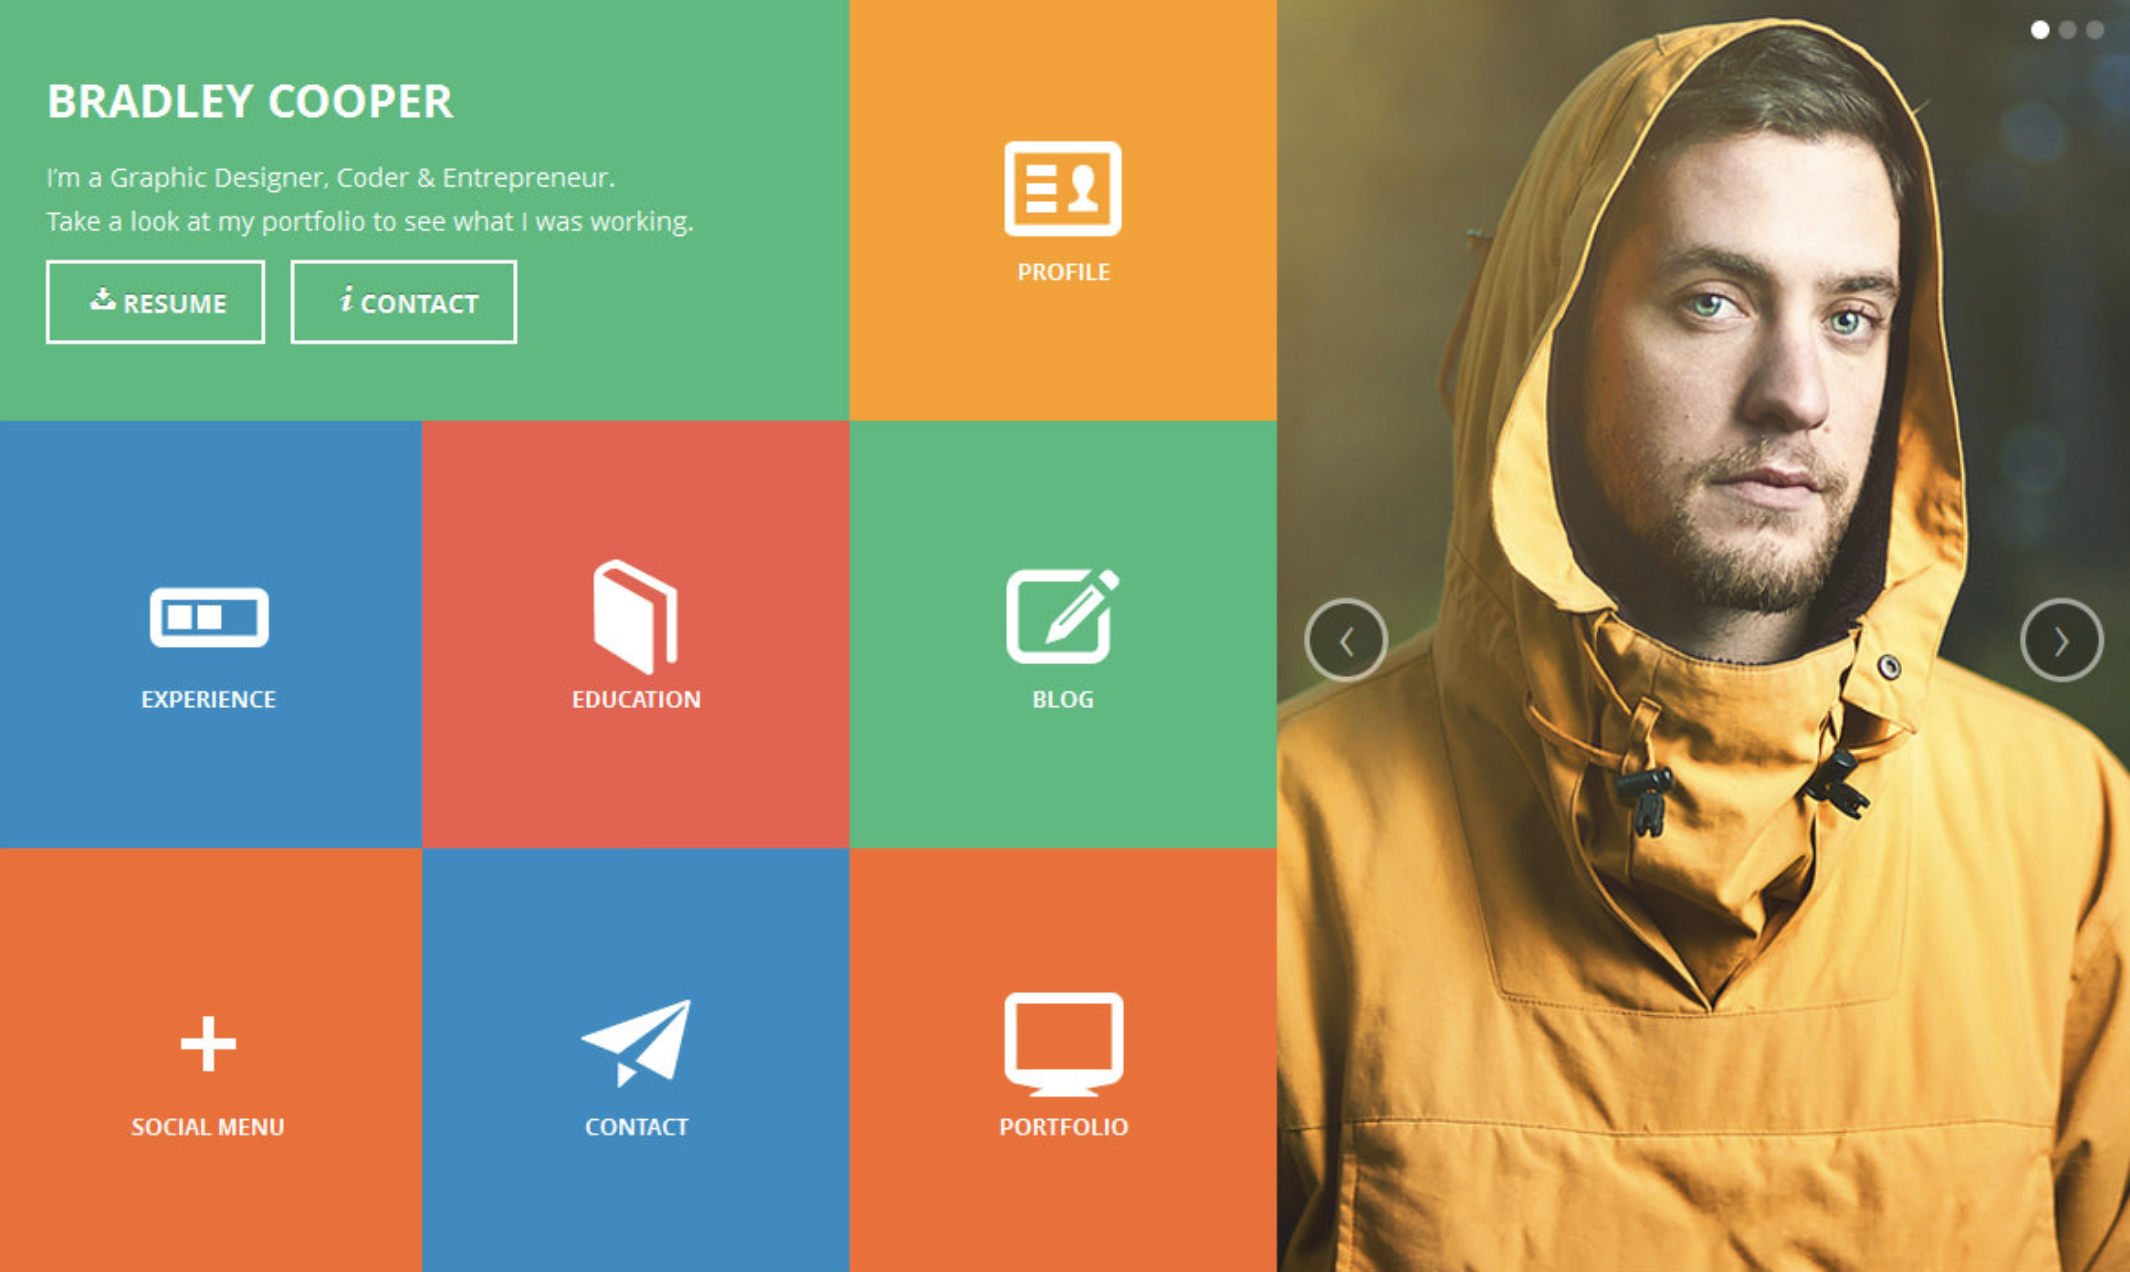 BRADLEY COOPER
I'm a Graphic Designer, Coder & Entrepreneur.
Take a look at my portfolio to see what I was working.
RESUME
CONTACT
PROFILE
EXPERIENCE
EDUCATION
BLOG
SOCIAL MENU
CONTACT
PORTFOLIO